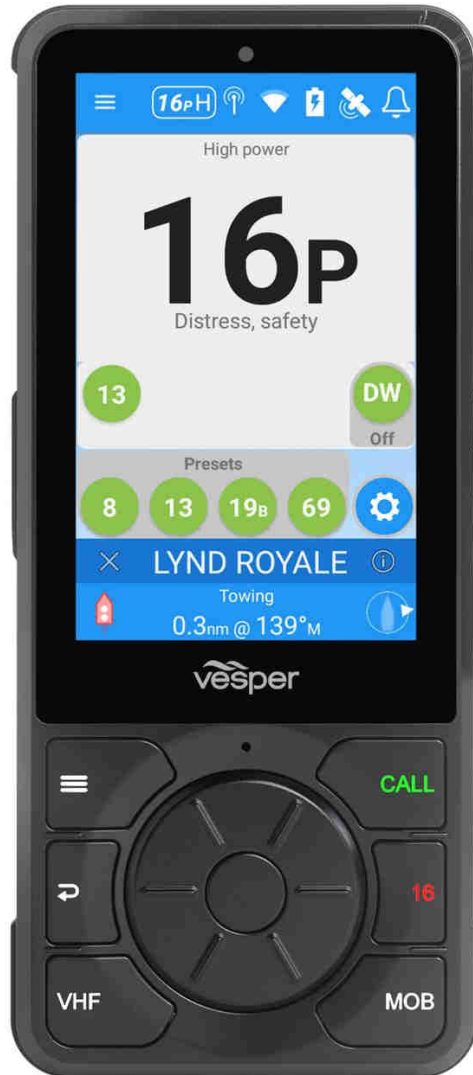 16PH
High power
16P
Distress, safety
13
DW
Off
Presets
8 13 19B 69
LYND ROYALE
Towing
0.3nm @ 139°M
vesper
CALL
16
VHF
MOB